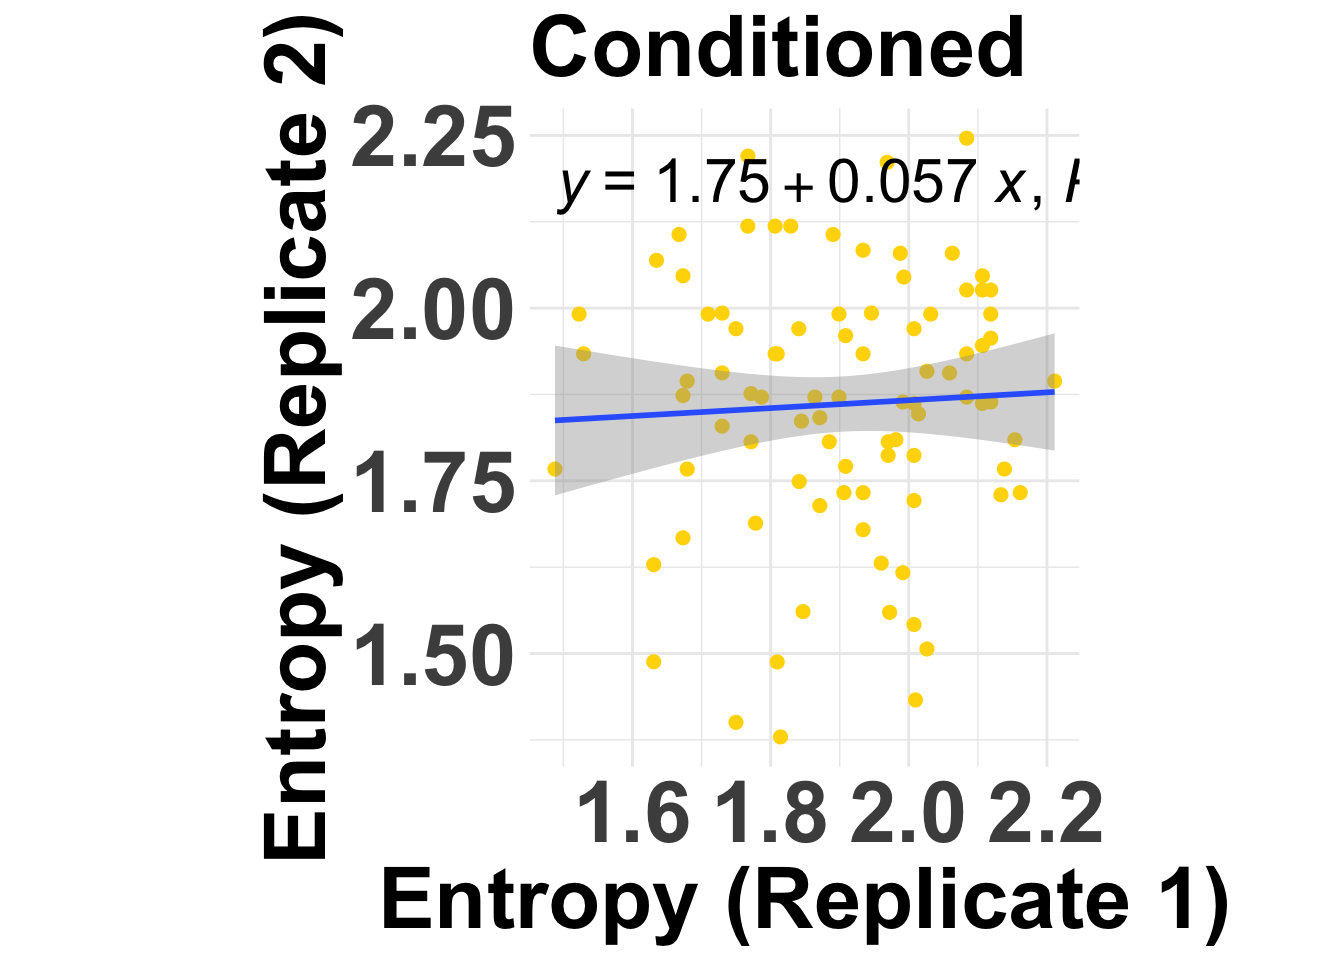 Conditioned
Entropy (Replicate 2)
2.25
2.00
1.75
1.50
y = 1.75 + 0.057 x,
1.6 1.8 2.0 2.2
Entropy (Replicate 1)